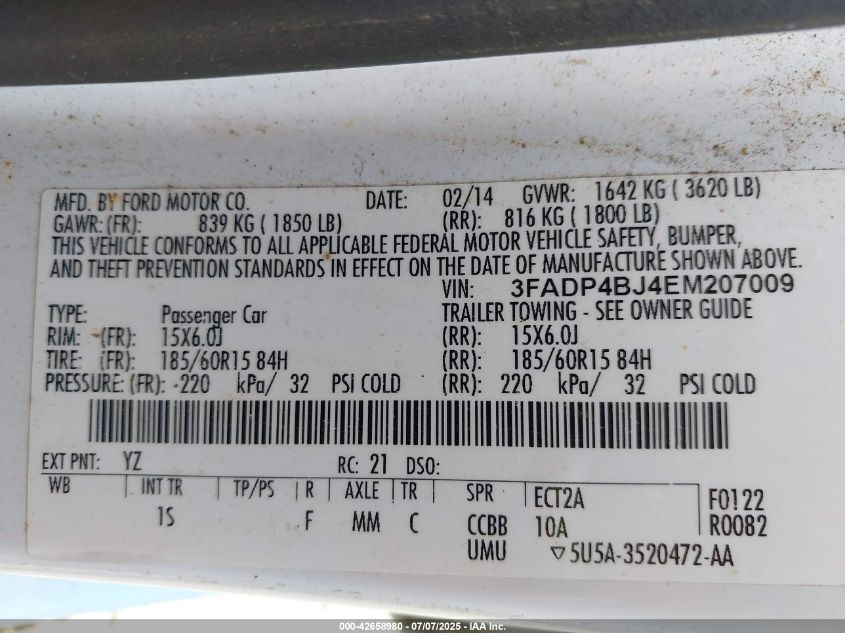 MFD. BY FORD MOTOR CO. DATE: 02/14 GVWR: 1642 KG ( 3620 LB)
GAWR: (FR): 839 KG ( 1850 LB) (RR): 816 KG ( 1800 LB)
THIS VEHICLE CONFORMS TO ALL APPLICABLE FEDERAL MOTOR VEHICLE SAFETY, BUMPER,
AND THEFT PREVENTION STANDARDS IN EFFECT ON THE DATE OF MANUFACTURE SHOWN ABOVE.
VIN: 3FADP4BJ4EM207009
TYPE: Passenger Car TRAILER TOWING - SEE OWNER GUIDE
RIM: (FR): 15X6.0J (RR): 15X6.0J
TIRE: (FR): 185/60R15 84H (RR): 185/60R15 84H
PRESSURE: (FR): 220 kPa/ 32 PSI COLD (RR): 220 kPa/ 32 PSI COLD
EXT PNT: YZ RC: 21 DSO:
WB INT TR TP/PS R AXLE TR SPR ECT2A F0122
1S F MM C CCBB 10A R0082
UMU ▽5U5A-3520472-AA
000-42658980 - 07/07/2025 - IAA Inc.